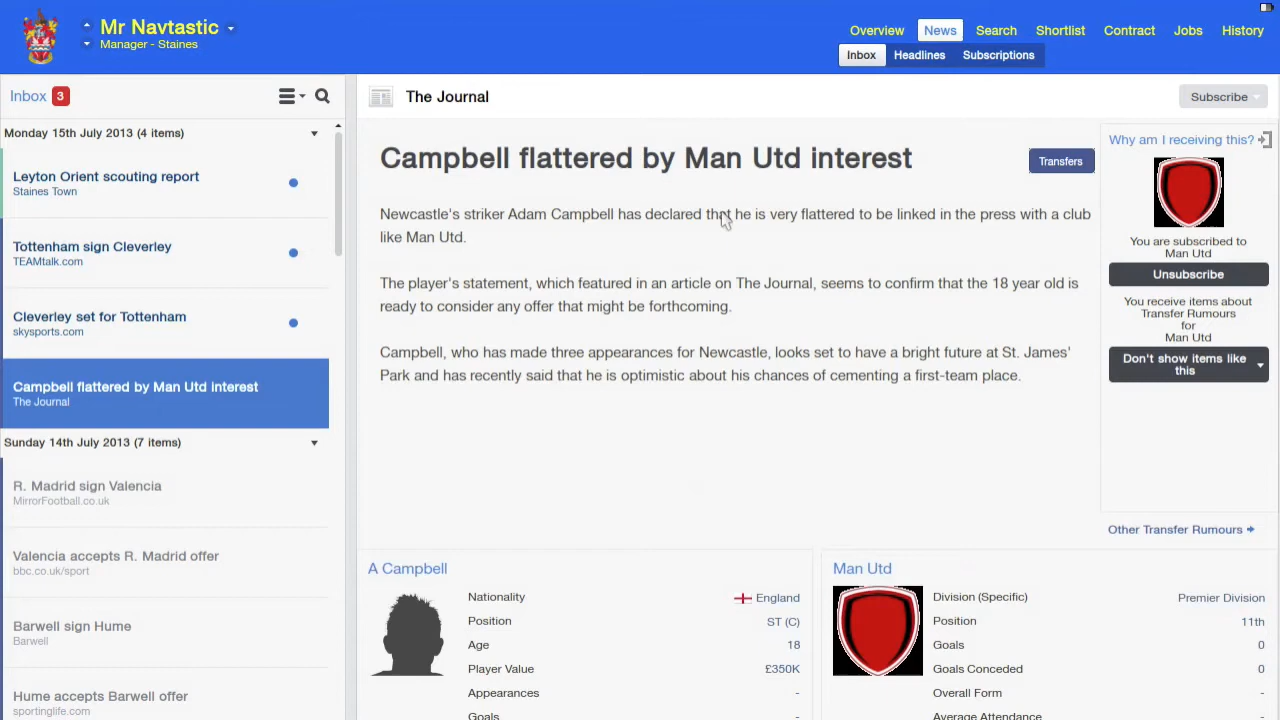 Mr Navtastic
Manager - Staines
Overview
News
Search
Shortlist
Contract
Jobs
History
Inbox
Headlines
Subscriptions
Inbox 3
The Journal
Subscribe
Monday 15th July 2013 (4 items)
Leyton Orient scouting report
Staines Town
Tottenham sign Cleverley
TEAMtalk.com
Cleverley set for Tottenham
skysports.com
Campbell flattered by Man Utd interest
The Journal
Sunday 14th July 2013 (7 items)
R. Madrid sign Valencia
MirrorFootball.co.uk
Valencia accepts R. Madrid offer
bbc.co.uk/sport
Barwell sign Hume
Barwell
Hume accepts Barwell offer
sportinglife.com
Campbell flattered by Man Utd interest
Transfers
Newcastle's striker Adam Campbell has declared that he is very flattered to be linked in the press with a club
like Man Utd.
The player's statement, which featured in an article on The Journal, seems to confirm that the 18 year old is
ready to consider any offer that might be forthcoming.
Campbell, who has made three appearances for Newcastle, looks set to have a bright future at St. James'
Park and has recently said that he is optimistic about his chances of cementing a first-team place.
Why am I receiving this?
You are subscribed to
Man Utd
Unsubscribe
You receive items about
Transfer Rumours
for
Man Utd
Don't show items like
this
Other Transfer Rumours
A Campbell
Nationality England
Position ST (C)
Age 18
Player Value £350K
Appearances -
Goals -
Man Utd
Division (Specific) Premier Division
Position 11th
Goals 0
Goals Conceded 0
Overall Form -
Average Attendance -